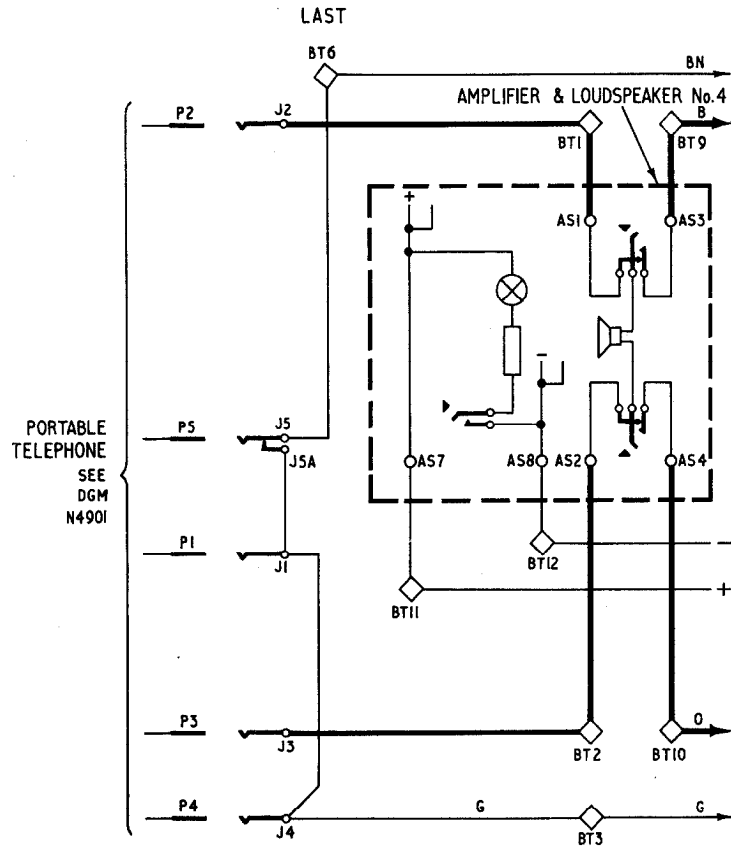 LAST
BT6
BN
AMPLIFIER & LOUDSPEAKER No.4
P2
J2
B
BT1
BT9
+
AS1
AS3
-
PORTABLE
TELEPHONE
SEE
DGM
N4901
P5
J5
J5A
AS7
AS8
AS2
AS4
P1
J1
BT12
-
BT11
+
P3
J3
BT2
BT10
O
P4
J4
G
BT3
G